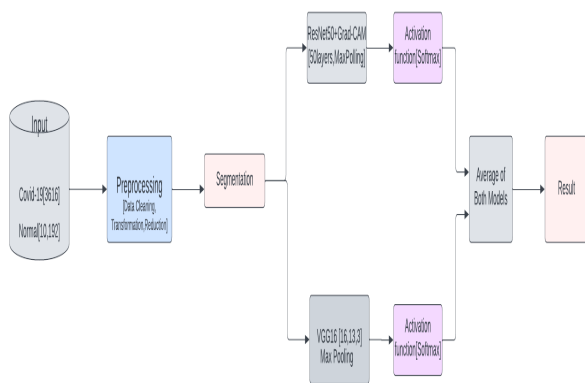 Input
Covid-19[3616]
Normal[10,192]
Preprocessing
[Data Cleaning,
Transformation,Reduction]
Segmentation
ResNet50+Grad-CAM
[50layers,MaxPolling]
Activation
function[Softmax]
VGG16 [16,13,3]
Max Pooling
Activation
function[Softmax]
Average of
Both Models
Result